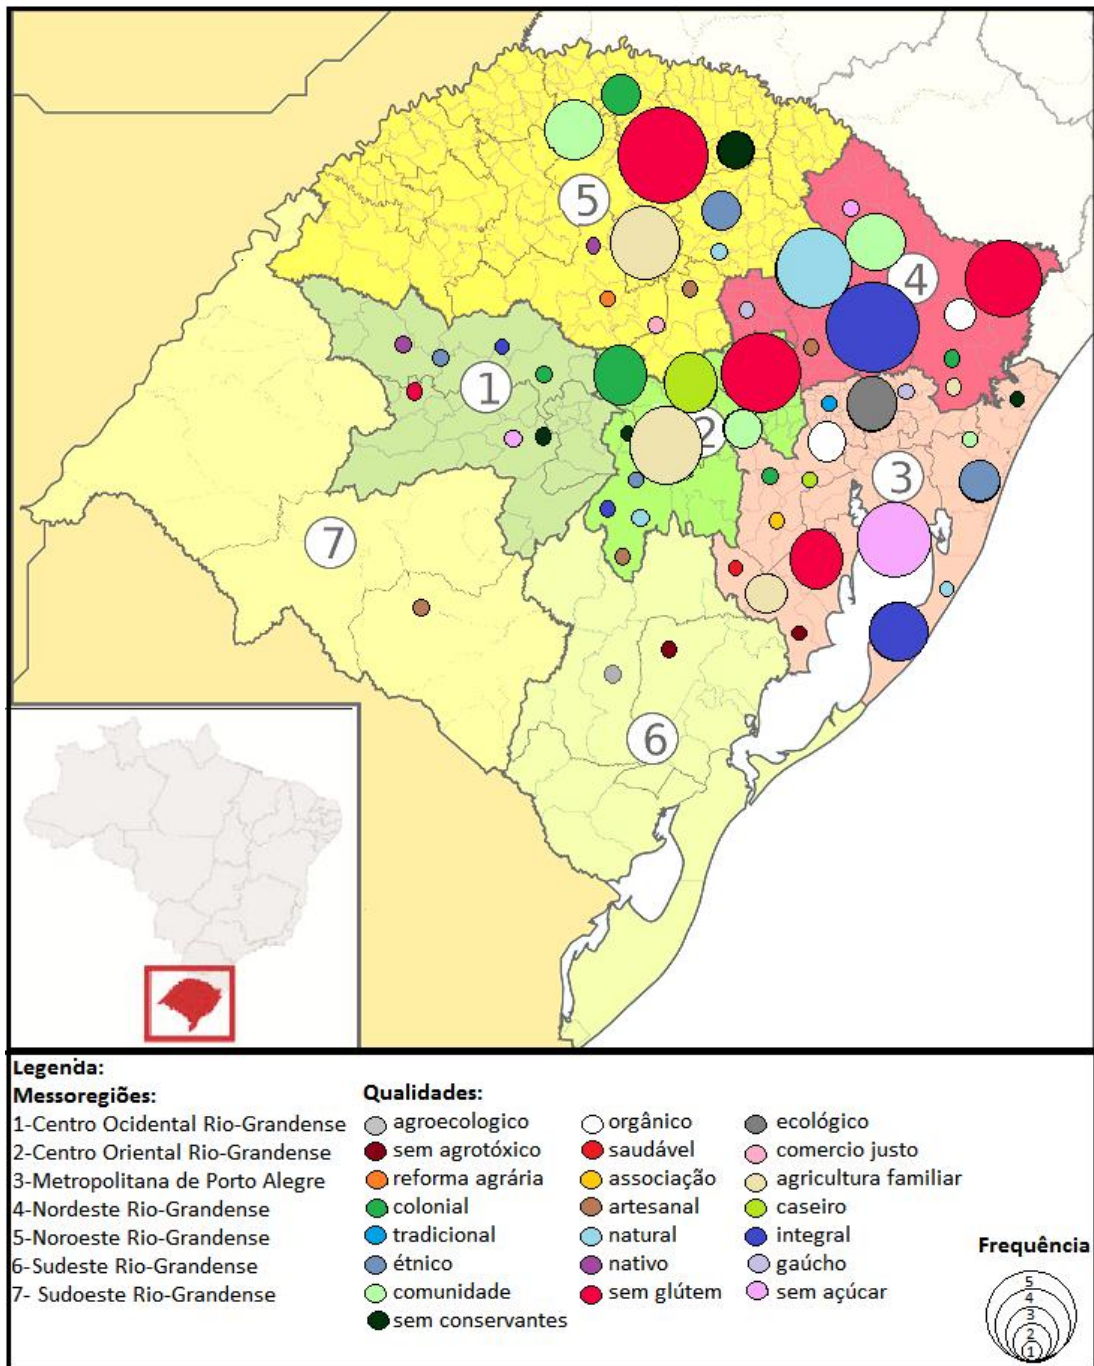 5
4
1
2
3
7
6
Legenda:
Messoregiões:
1-Centro Ocidental Rio-Grandense
2-Centro Oriental Rio-Grandense
3-Metropolitana de Porto Alegre
4-Nordeste Rio-Grandense
5-Noroeste Rio-Grandense
6-Sudeste Rio-Grandense
7- Sudoeste Rio-Grandense
Qualidades:
agroecologico
sem agrotóxico
reforma agrária
colonial
tradicional
étnico
comunidade
sem conservantes
orgânico
saudável
associação
artesanal
natural
nativo
sem glútem
ecológico
comercio justo
agricultura familiar
caseiro
integral
gaúcho
sem açúcar
Frequência
5
4
3
2
1